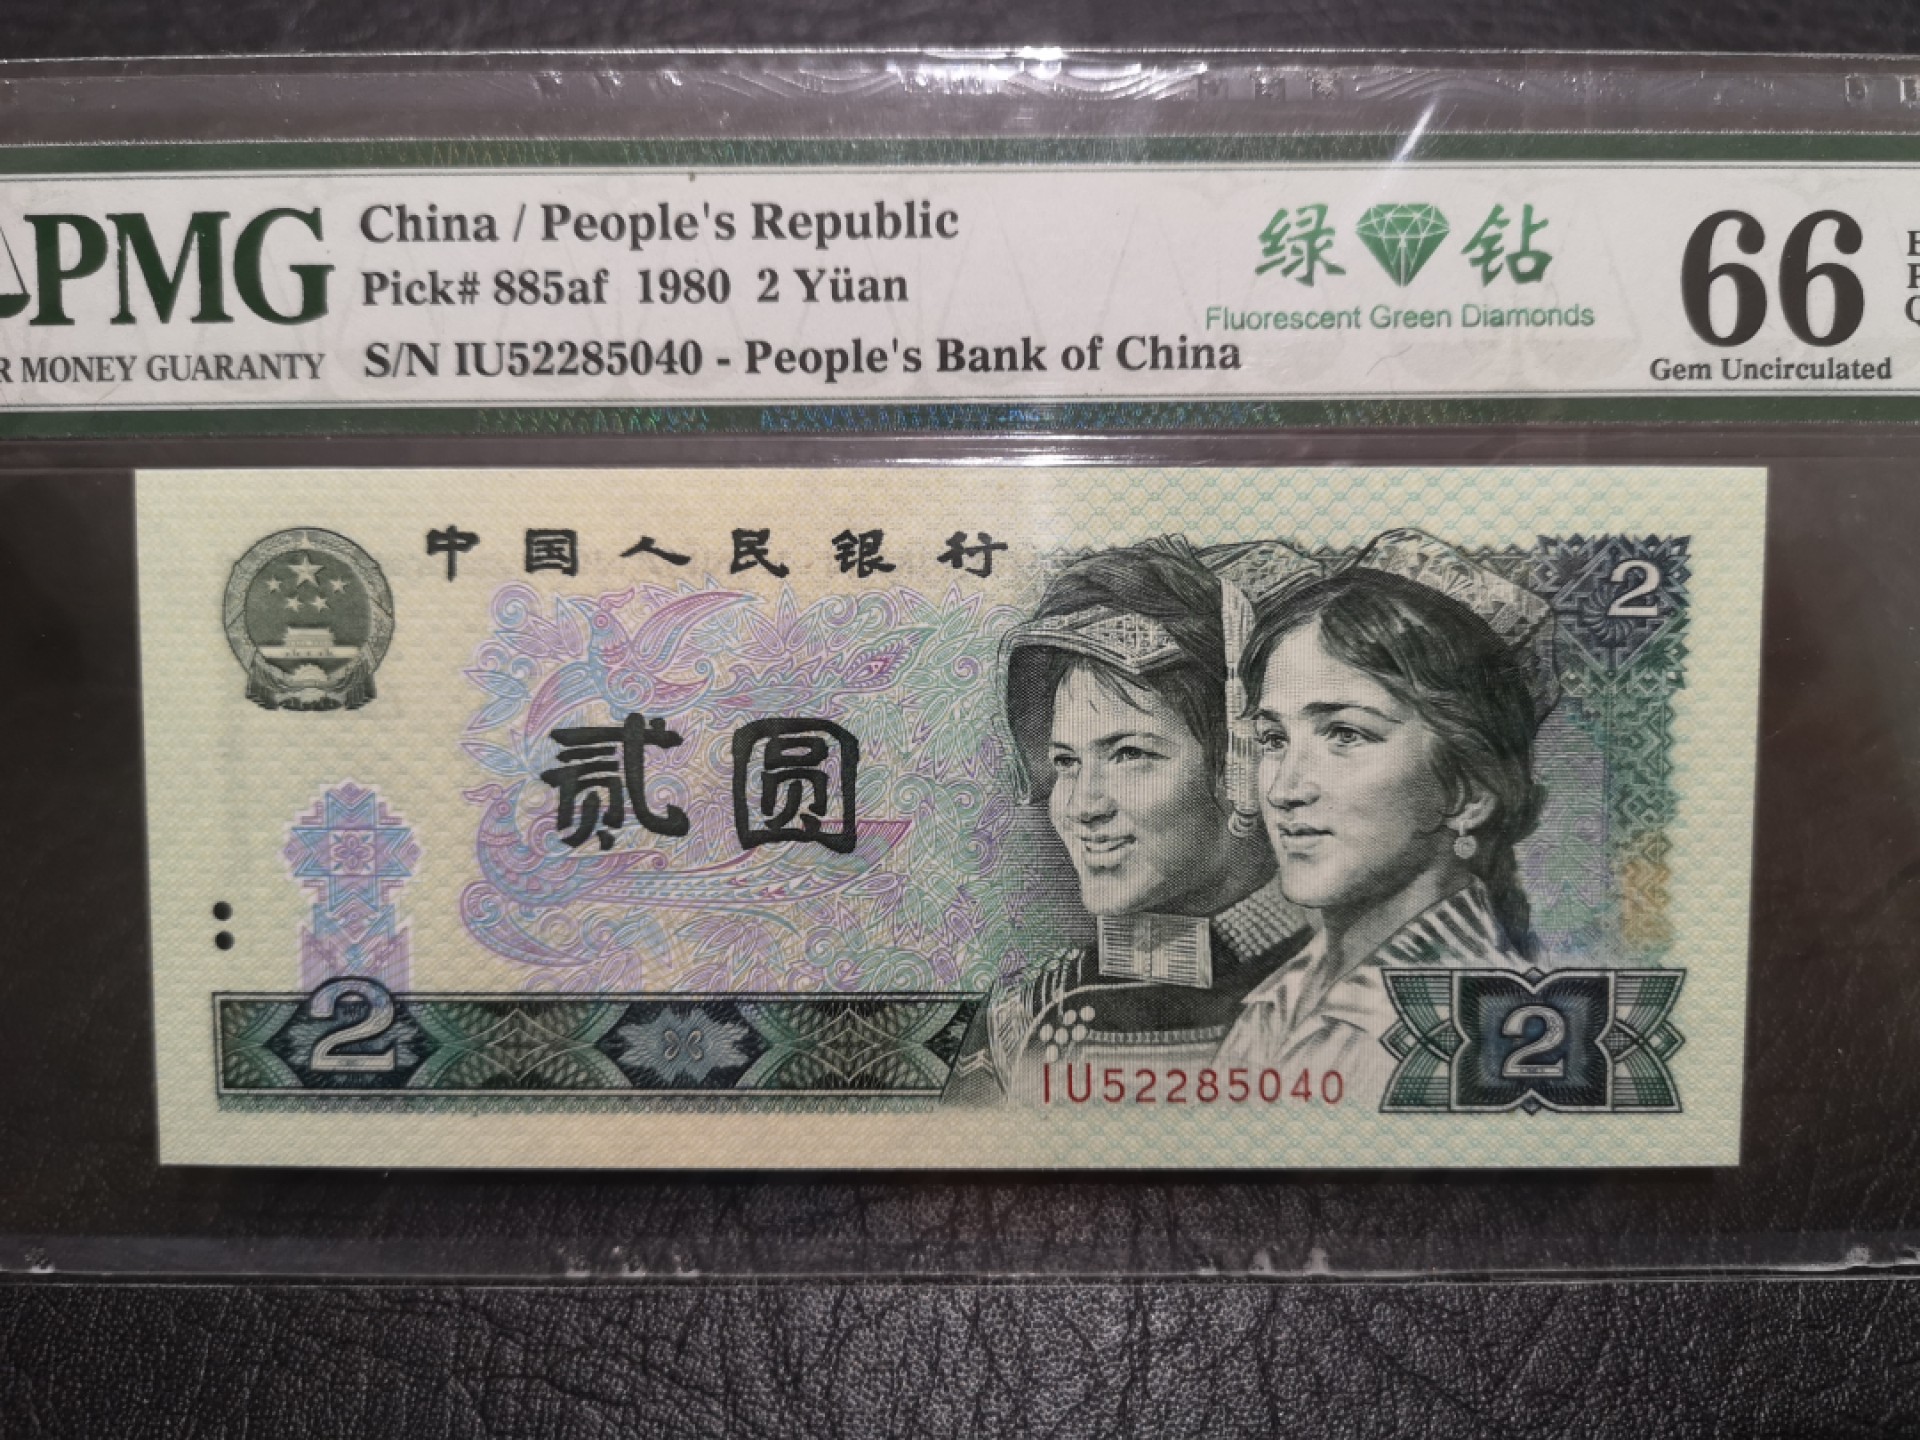 PMG
R MONEY GUARANTY
China / People's Republic
Pick# 885af 1980 2 Yüan
S/N IU52285040 - People's Bank of China
绿 钻
Fluorescent Green Diamonds
66
Gem Uncirculated
E
P
Q
中国人民银行
2
贰圆
2
IU52285040
2